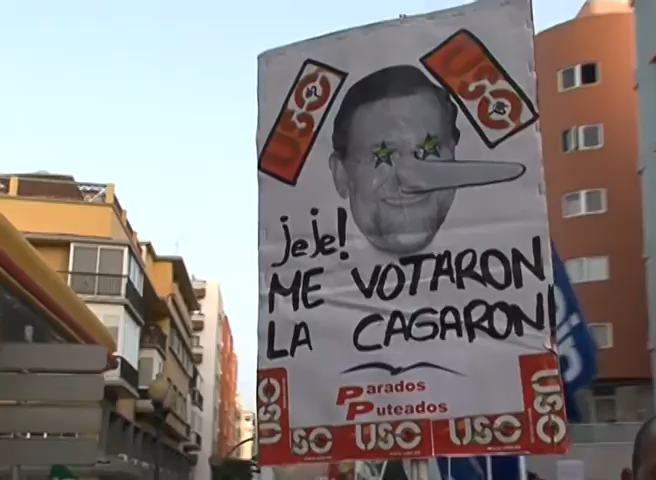 USO
USO
jeje!
ME VOTARON
LA CAGARON!
Parados
Puteados
USO
USO
USO
USO
USO